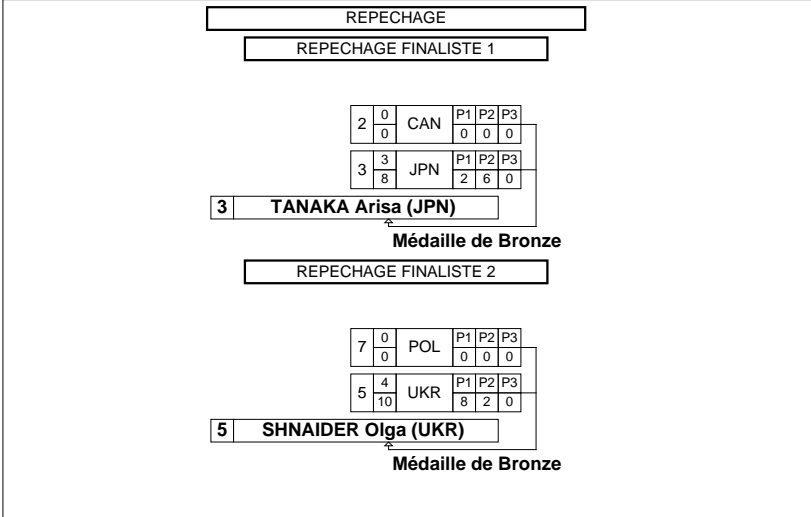 REPECHAGE
REPECHAGE FINALISTE 1
2 0 CAN P1 P2 P3
0 0 0 0
3 3 JPN P1 P2 P3
8 2 6 0
3 TANAKA Arisa (JPN)
Médaille de Bronze
REPECHAGE FINALISTE 2
7 0 POL P1 P2 P3
0 0 0 0
5 4 UKR P1 P2 P3
10 8 2 0
5 SHNAIDER Olga (UKR)
Médaille de Bronze